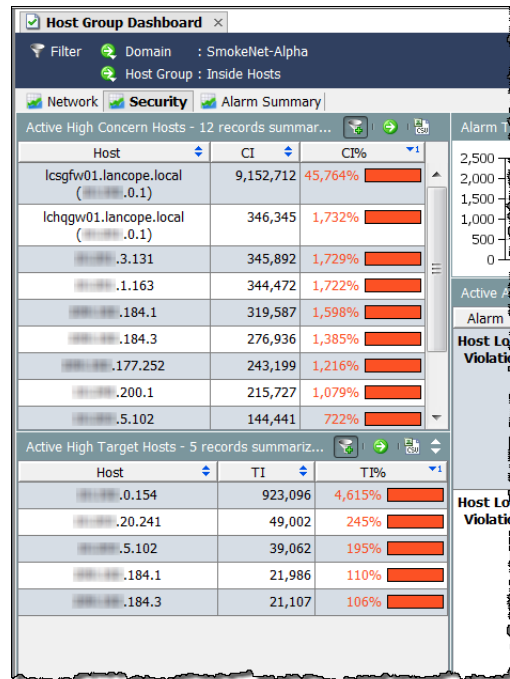 Host Group Dashboard ×
Filter Domain : SmokeNet-Alpha
Host Group : Inside Hosts
Network Security Alarm Summary
Active High Concern Hosts - 12 records summar... CSV
Host CI CI% 1
lcsgfw01.lancope.local 9,152,712 45,764%
( .0.1)
lchqgw01.lancope.local 346,345 1,732%
( .0.1)
.3.131 345,892 1,729%
.1.163 344,472 1,722%
.184.1 319,587 1,598%
.184.3 276,936 1,385%
.177.252 243,199 1,216%
.200.1 215,727 1,079%
.5.102 144,441 722%
Active High Target Hosts - 5 records summariz... CSV
Host TI TI% 1
.0.154 923,096 4,615%
.20.241 49,002 245%
.5.102 39,062 195%
.184.1 21,986 110%
.184.3 21,107 106%
Alarm T
2,500
2,000
1,500
1,000
500
0
Active A
Alarm
Host Lo
Violatio
Host Lo
Violatio